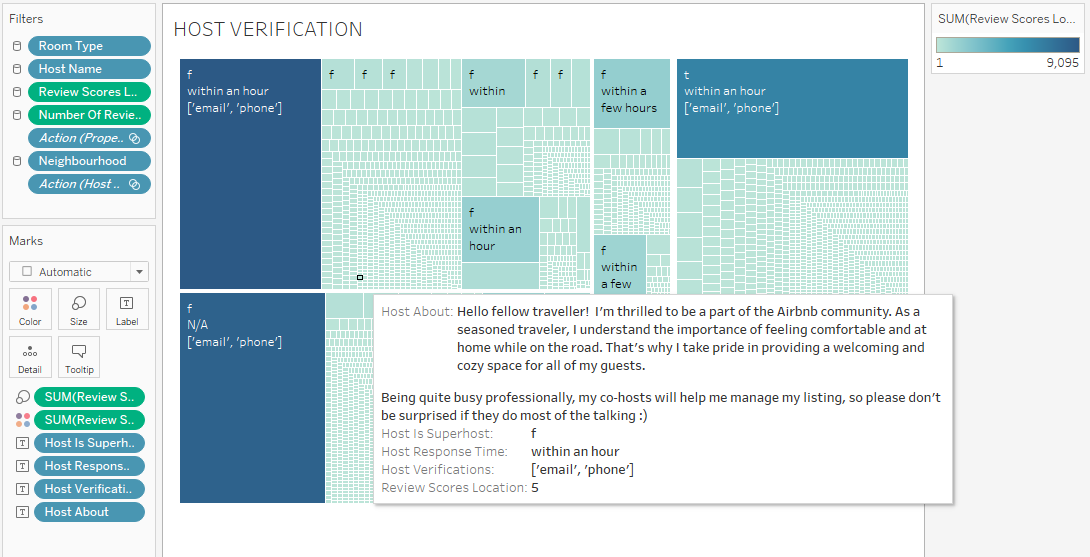 Filters
Room Type
Host Name
Review Scores L..
Number Of Revie..
Action (Prope..
Neighbourhood
Action (Host ..
Marks
Automatic
Color
Size
Label
Detail
Tooltip
SUM(Review S..
SUM(Review S..
Host Is Superh..
Host Respons..
Host Verificati..
Host About
HOST VERIFICATION
f
within an hour
['email', 'phone']
f
f
f
f
within
f
f
f
within a
few hours
t
within an hour
['email', 'phone']
f
within an
hour
f
within
a few
f
N/A
['email', 'phone']
Host About: Hello fellow traveller! I'm thrilled to be a part of the Airbnb community. As a
seasoned traveler, I understand the importance of feeling comfortable and at
home while on the road. That's why I take pride in providing a welcoming and
cozy space for all of my guests.
Being quite busy professionally, my co-hosts will help me manage my listing, so please don't
be surprised if they do most of the talking :)
Host Is Superhost: f
Host Response Time: within an hour
Host Verifications: ['email', 'phone']
Review Scores Location: 5
SUM(Review Scores Lo...
1 9,095